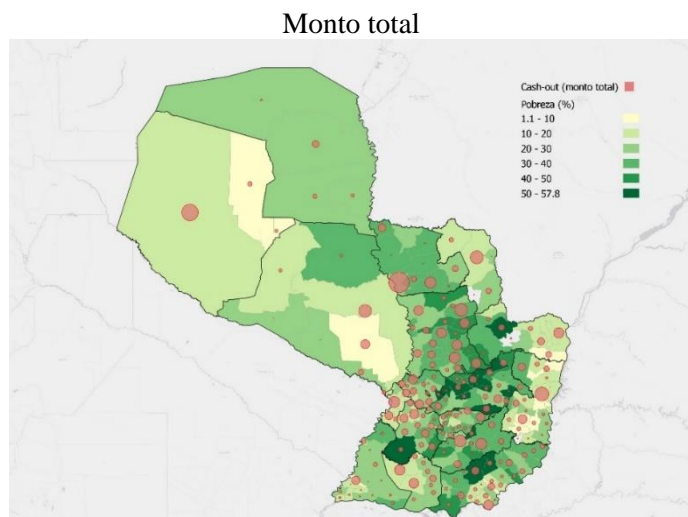 Monto total
Cash-out (monto total)
Pobreza (%)
1.1 - 10
10 - 20
20 - 30
30 - 40
40 - 50
50 - 57.8